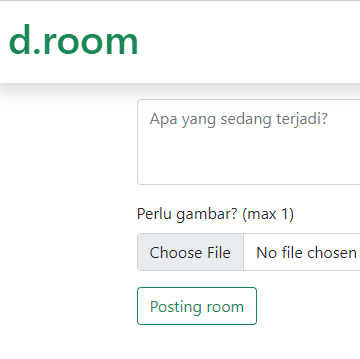 d.room
Apa yang sedang terjadi?
Perlu gambar? (max 1)
Choose File No file chosen
Posting room